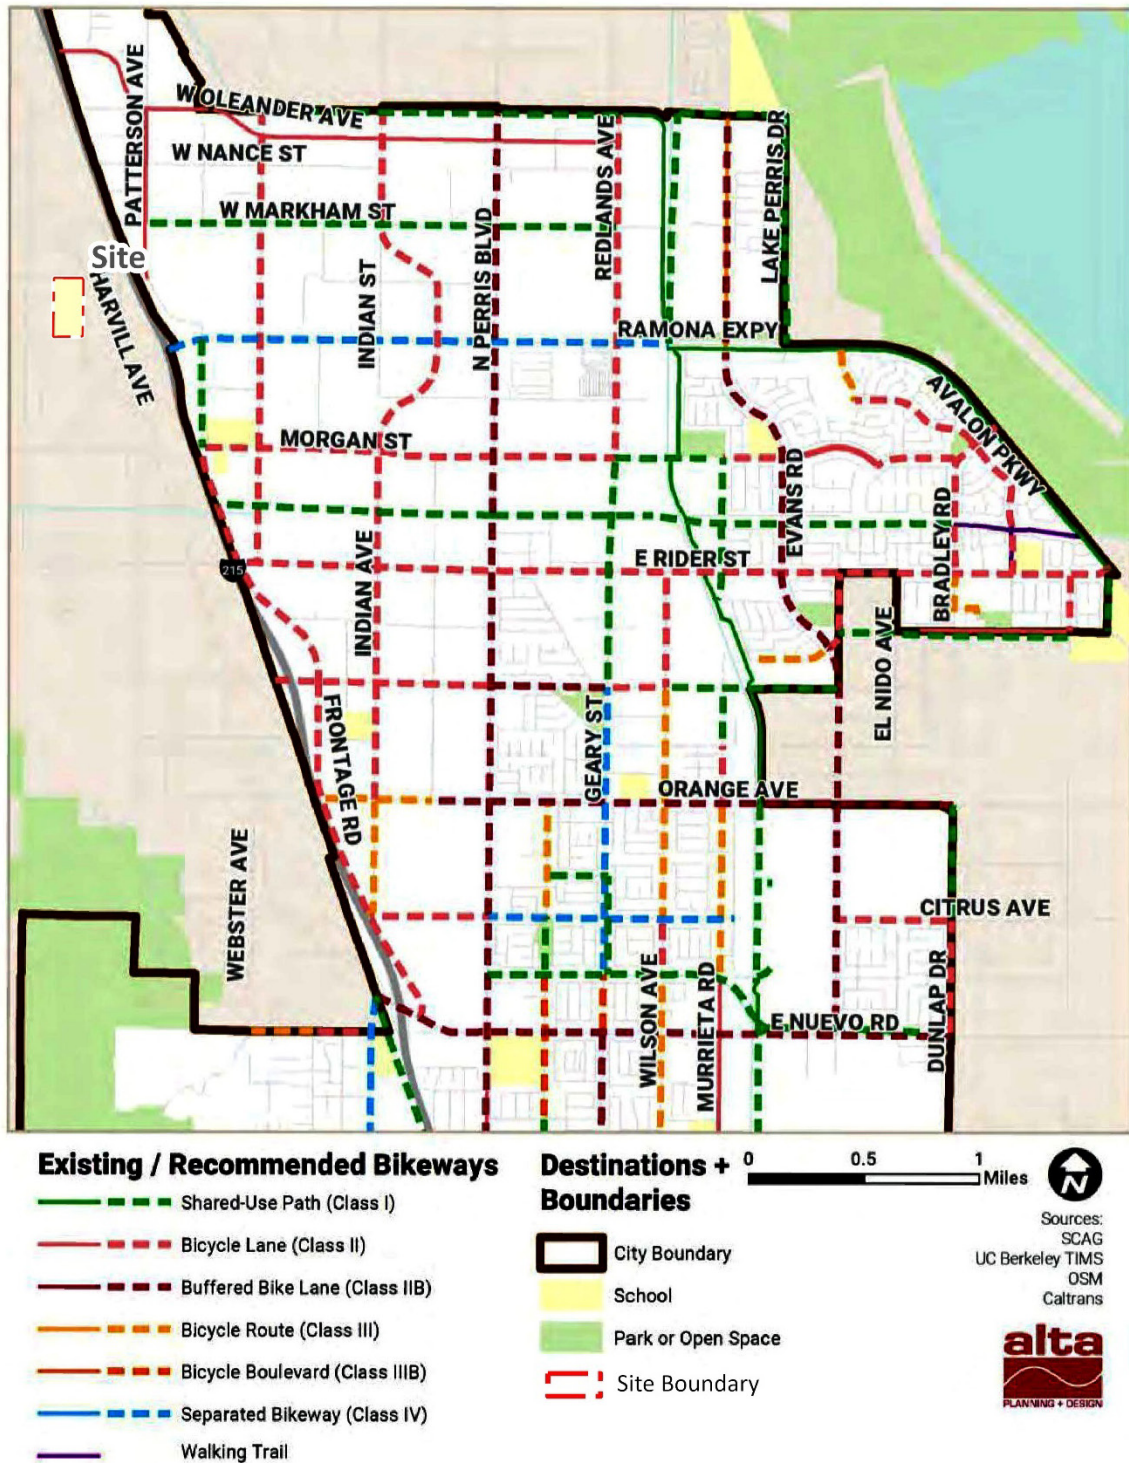 PATTERSON AVE
W OLEANDER AVE
W NANCE ST
REDLANDS AVE
LAKE PERRIS DR
W MARKHAM ST
N PERRIS BLVD
Site
HARVILL AVE
INDIAN ST
RAMONA EXPY
AVALON PKWY
MORGAN ST
EVANS RD
BRADLEY RD
E RIDER ST
215
INDIAN AVE
EL NIDO AVE
FRONTAGE RD
GEARY ST
ORANGE AVE
WEBSTER AVE
CITRUS AVE
WILSON AVE
MURRIETA RD
E NUEVO RD
DUNLAP DR
Existing / Recommended Bikeways
Shared-Use Path (Class I)
Bicycle Lane (Class II)
Buffered Bike Lane (Class IIB)
Bicycle Route (Class III)
Bicycle Boulevard (Class IIIB)
Separated Bikeway (Class IV)
Walking Trail
Destinations +
Boundaries
City Boundary
School
Park or Open Space
Site Boundary
0 0.5 1
Miles
N
Sources:
SCAG
UC Berkeley TIMS
OSM
Caltrans
alta
PLANNING + DESIGN